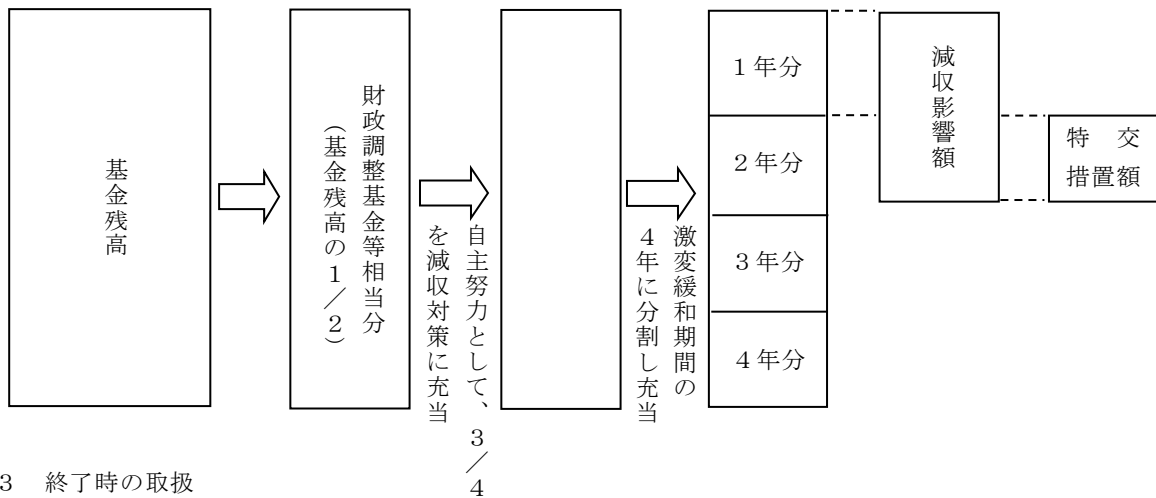 基金残高
財政調整基金等相当分
(基金残高の１／２)
自主努力として、３／４
を減収対策に充当
激変緩和期間の
４年に分割し充当
１年分
２年分
３年分
４年分
減収影響額
特　交
措置額
３　終了時の取扱